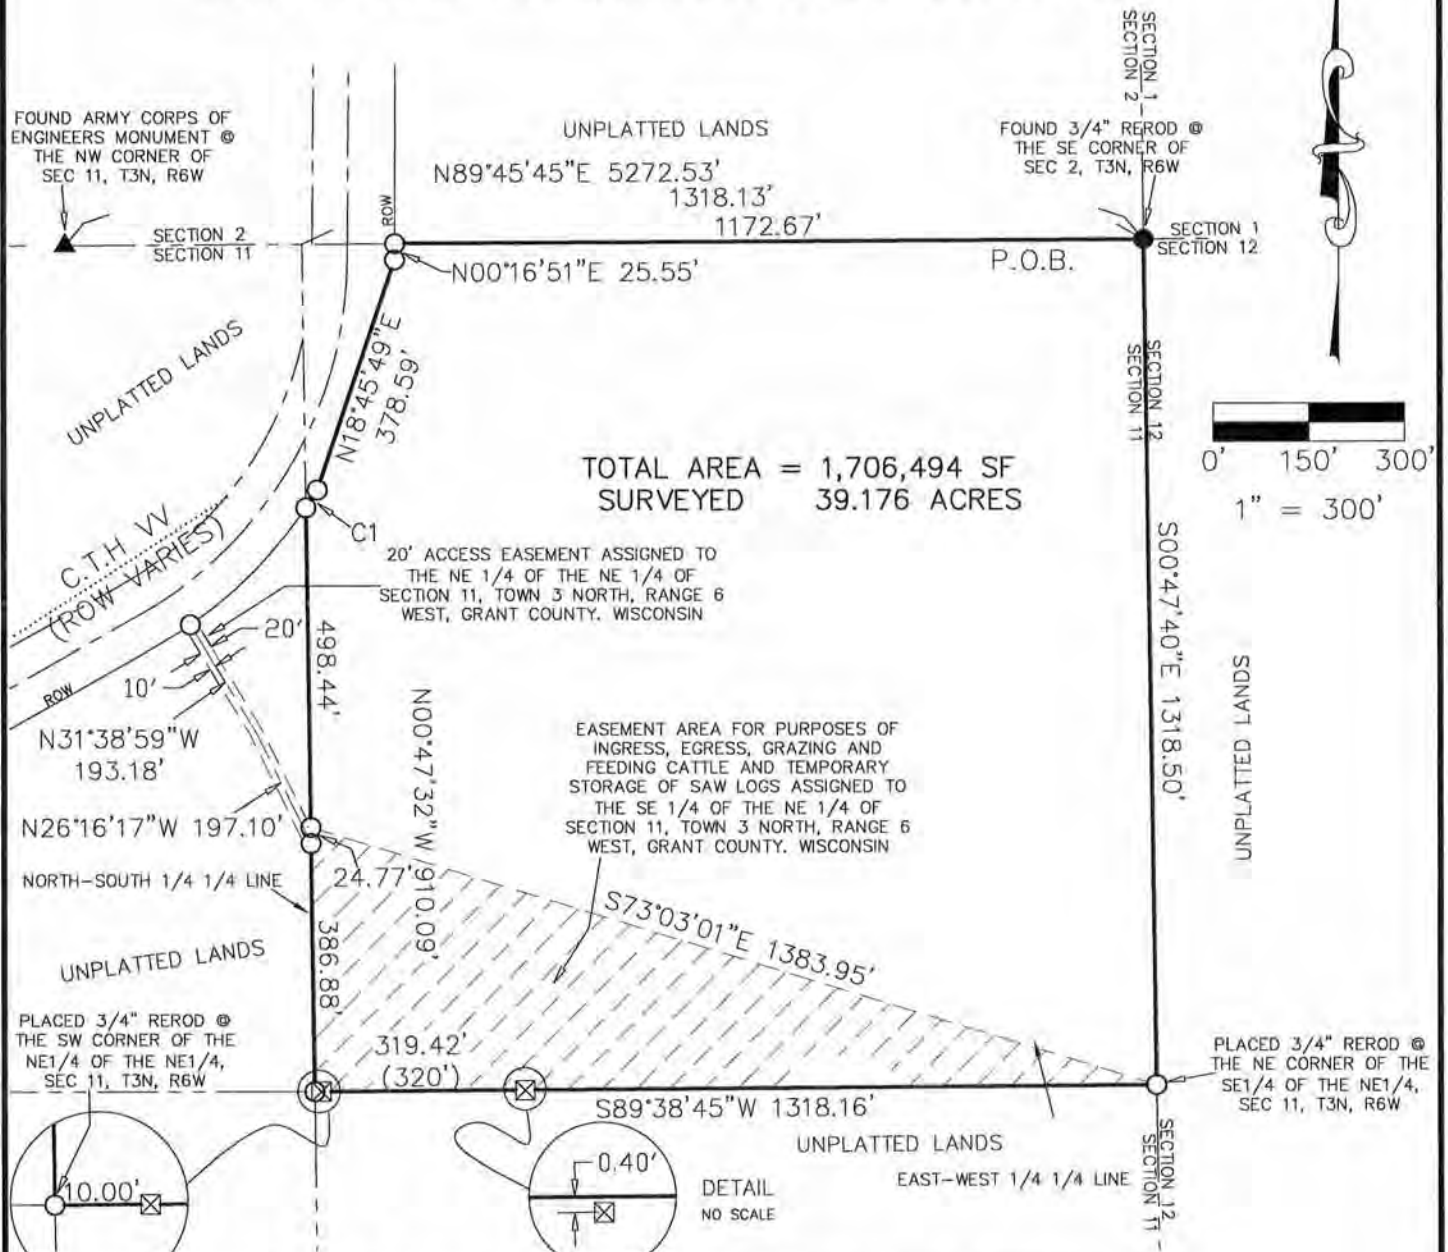 SECTION 1
SECTION 2
FOUND ARMY CORPS OF
ENGINEERS MONUMENT @
THE NW CORNER OF
SEC 11, T3N, R6W
UNPLATTED LANDS
FOUND 3/4" REROD @
THE SE CORNER OF
SEC 2, T3N, R6W
N89°45'45"E 5272.53'
1318.13'
1172.67'
ROW
SECTION 2
SECTION 11
SECTION 1
SECTION 12
P.O.B.
N00°16'51"E 25.55'
UNPLATTED LANDS
N18°45'49"E
378.59'
SECTION 12
SECTION 11
0' 150' 300'
1" = 300'
TOTAL AREA = 1,706,494 SF
SURVEYED 39.176 ACRES
C1
C.T.H. VV
(ROW VARIES)
20' ACCESS EASEMENT ASSIGNED TO
THE NE 1/4 OF THE NE 1/4 OF
SECTION 11, TOWN 3 NORTH, RANGE 6
WEST, GRANT COUNTY. WISCONSIN
S00°47'40"E 1318.50'
20'
10'
ROW
498.44'
N00°47'32"W 910.09'
UNPLATTED LANDS
N31°38'59"W
193.18'
EASEMENT AREA FOR PURPOSES OF
INGRESS, EGRESS, GRAZING AND
FEEDING CATTLE AND TEMPORARY
STORAGE OF SAW LOGS ASSIGNED TO
THE SE 1/4 OF THE NE 1/4 OF
SECTION 11, TOWN 3 NORTH, RANGE 6
WEST, GRANT COUNTY. WISCONSIN
N26°16'17"W 197.10'
NORTH-SOUTH 1/4 1/4 LINE
24.77'
S73°03'01"E 1383.95'
386.88'
UNPLATTED LANDS
PLACED 3/4" REROD @
THE SW CORNER OF THE
NE1/4 OF THE NE1/4,
SEC 11, T3N, R6W
319.42'
(320')
PLACED 3/4" REROD @
THE NE CORNER OF THE
SE1/4 OF THE NE1/4,
SEC 11, T3N, R6W
S89°38'45"W 1318.16'
UNPLATTED LANDS
EAST-WEST 1/4 1/4 LINE
SECTION 12
SECTION 11
10.00'
0.40'
DETAIL
NO SCALE